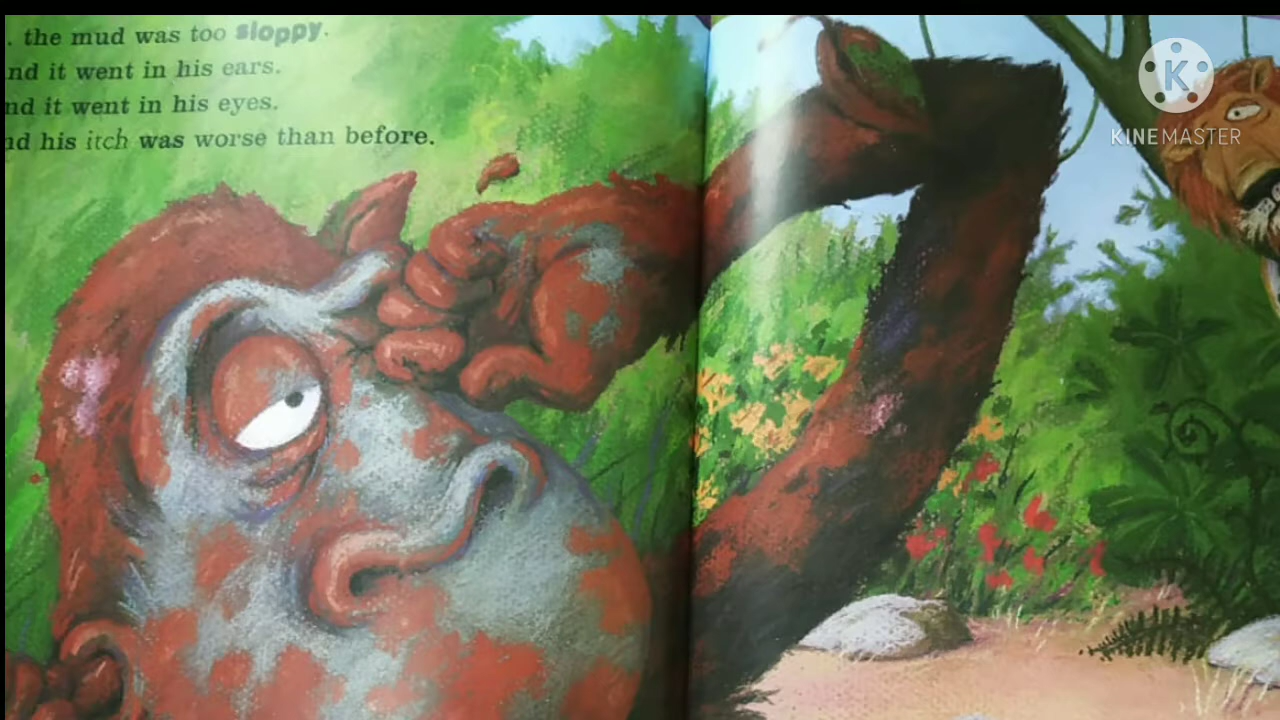 . the mud was too sloppy.
nd it went in his ears.
nd it went in his eyes.
nd his itch was worse than before.
K
KINEMASTER